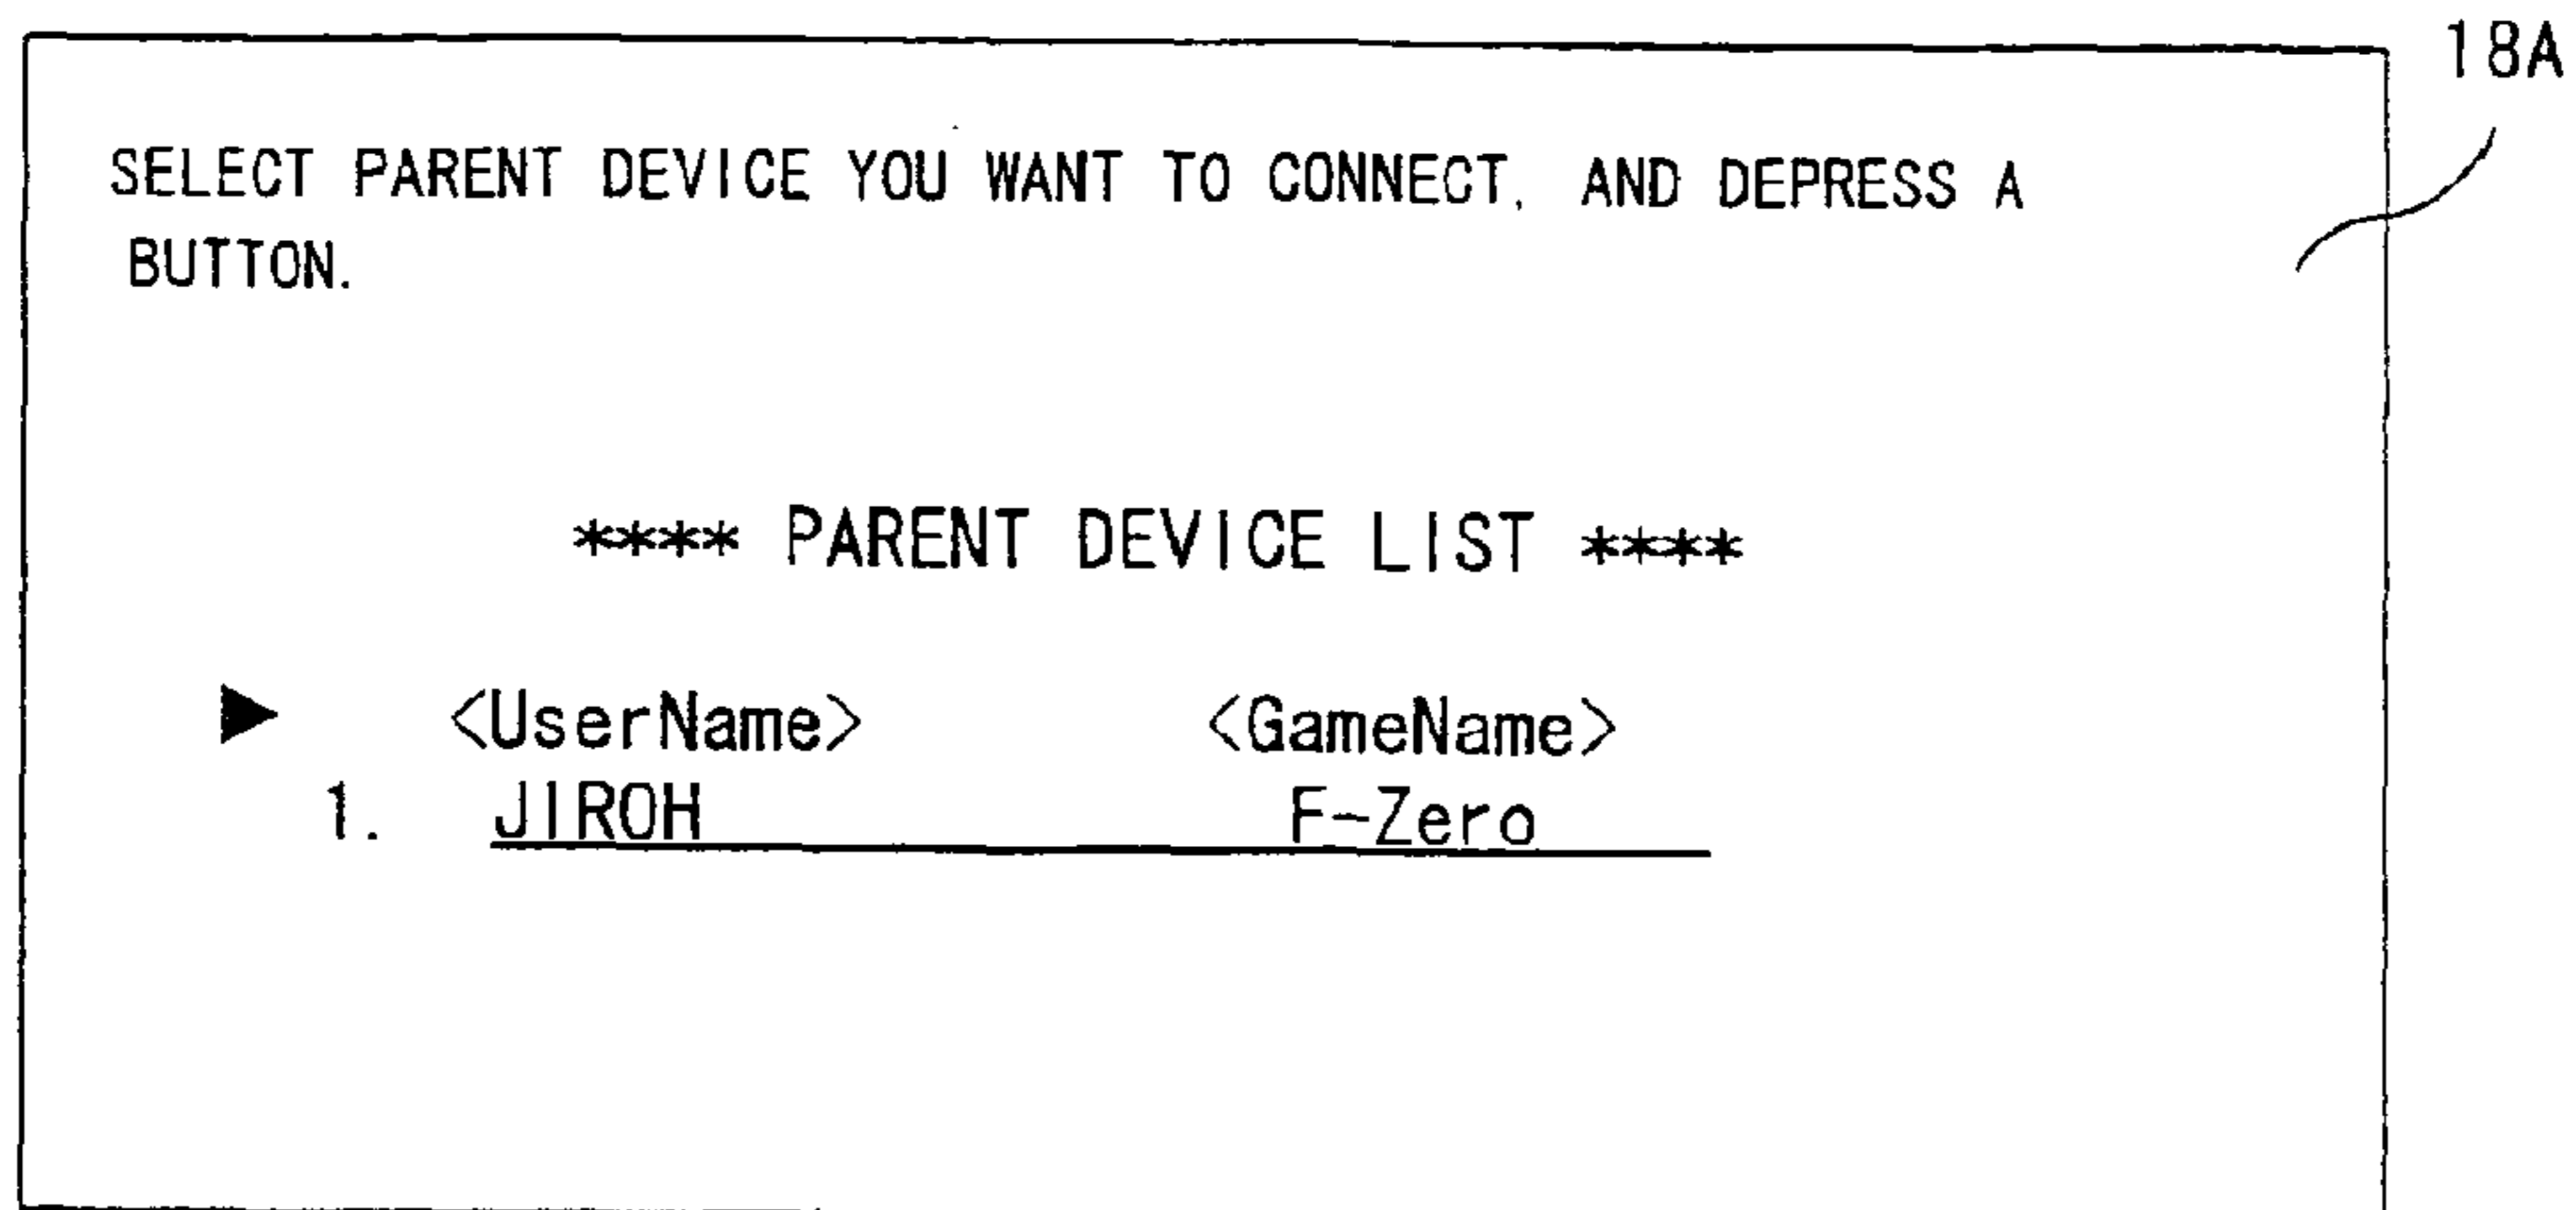 18A
SELECT PARENT DEVICE YOU WANT TO CONNECT, AND DEPRESS A
BUTTON.
**** PARENT DEVICE LIST ****
<UserName> <GameName>
1. JIROH F-Zero